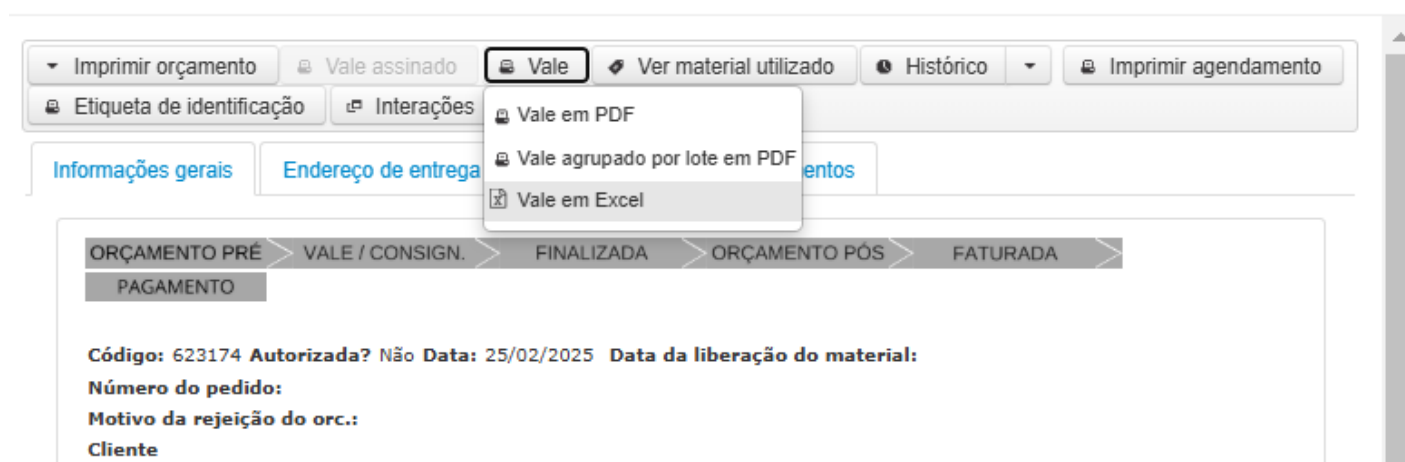 Imprimir orçamento Vale assinado Vale Ver material utilizado Histórico Imprimir agendamento
Etiqueta de identificação Interações
Vale em PDF
Vale agrupado por lote em PDF
Vale em Excel
Informações gerais Endereço de entrega entos
ORÇAMENTO PRÉ VALE / CONSIGN. FINALIZADA ORÇAMENTO PÓS FATURADA
PAGAMENTO
Código: 623174 Autorizada? Não Data: 25/02/2025 Data da liberação do material:
Número do pedido:
Motivo da rejeição do orc.:
Cliente